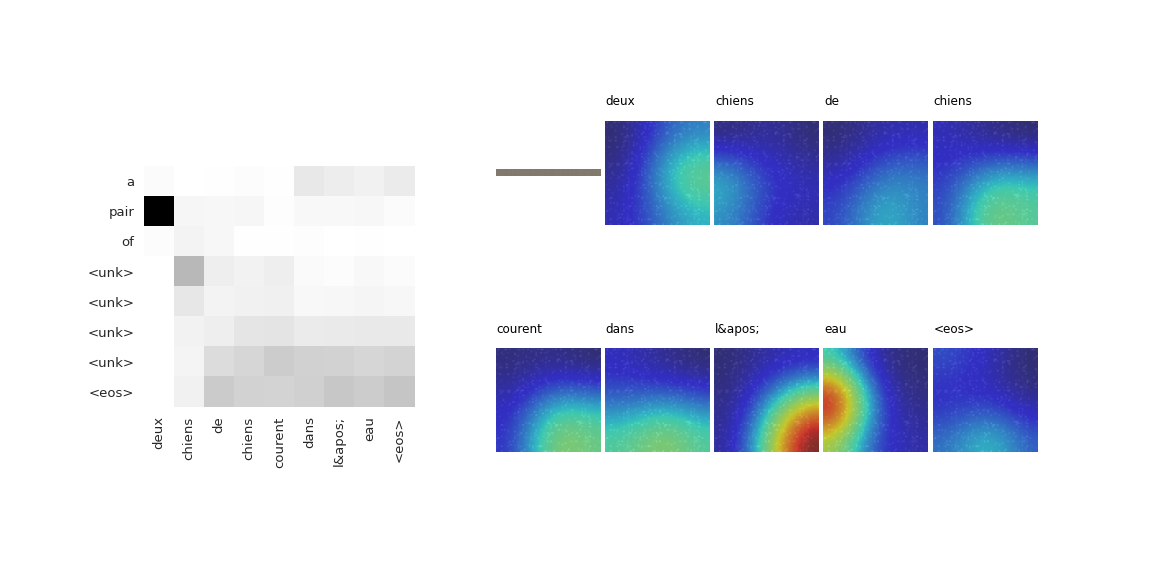 a
pair
of
<unk>
<unk>
<unk>
<unk>
<eos>
deux
chiens
de
chiens
courent
dans
l&apos;
eau
<eos>
deux chiens de chiens
courent dans l&apos; eau <eos>